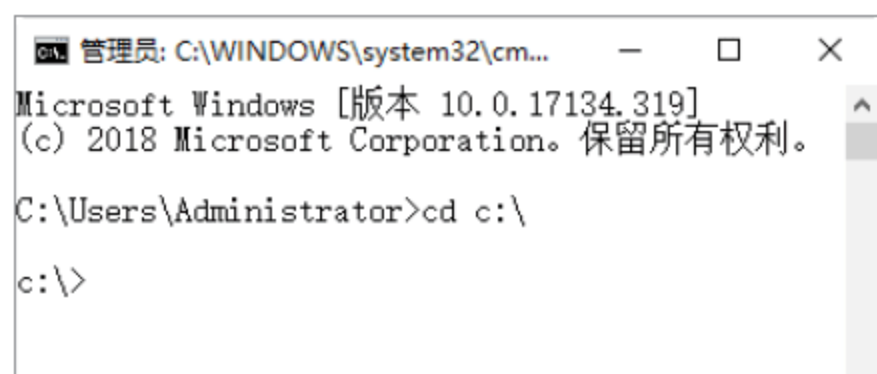 管理员: C:\WINDOWS\system32\cm...
Microsoft Windows [版本 10.0.17134.319]
(c) 2018 Microsoft Corporation。保留所有权利。
C:\Users\Administrator>cd c:\
c:\>